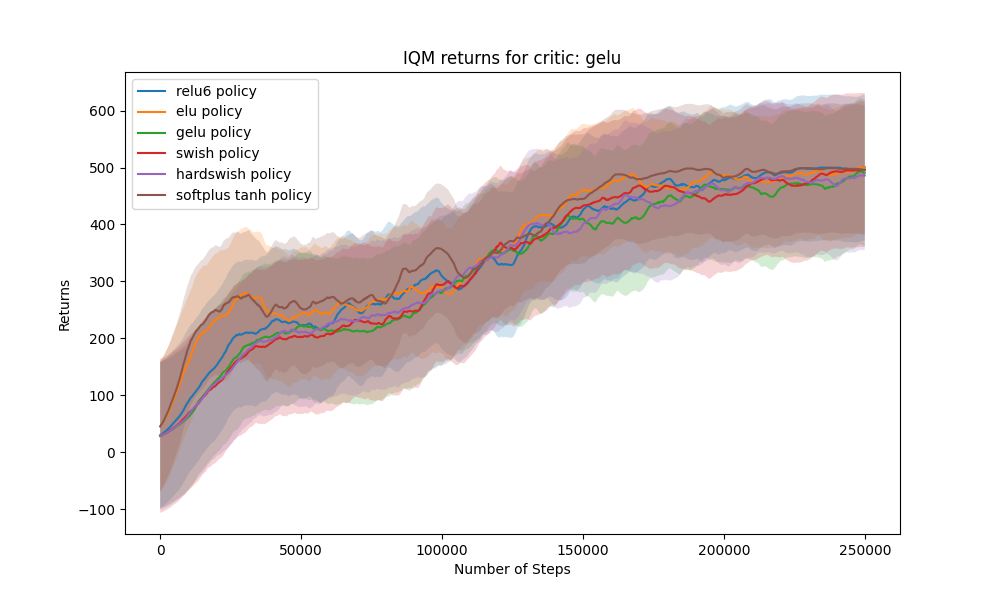 IQM returns for critic: gelu
relu6 policy
elu policy
gelu policy
swish policy
hardswish policy
softplus tanh policy
Returns
600
500
400
300
200
100
0
−100
0
50000
100000
150000
200000
250000
Number of Steps